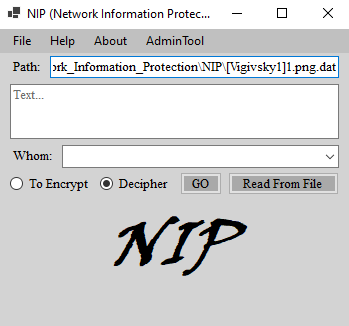 NIP (Network Information Protec...
File Help About AdminTool
Path: ork_Information_Protection\NIP\[Vigivsky1]1.png.dat
Text...
Whom:
To Encrypt Decipher GO Read From File
NIP